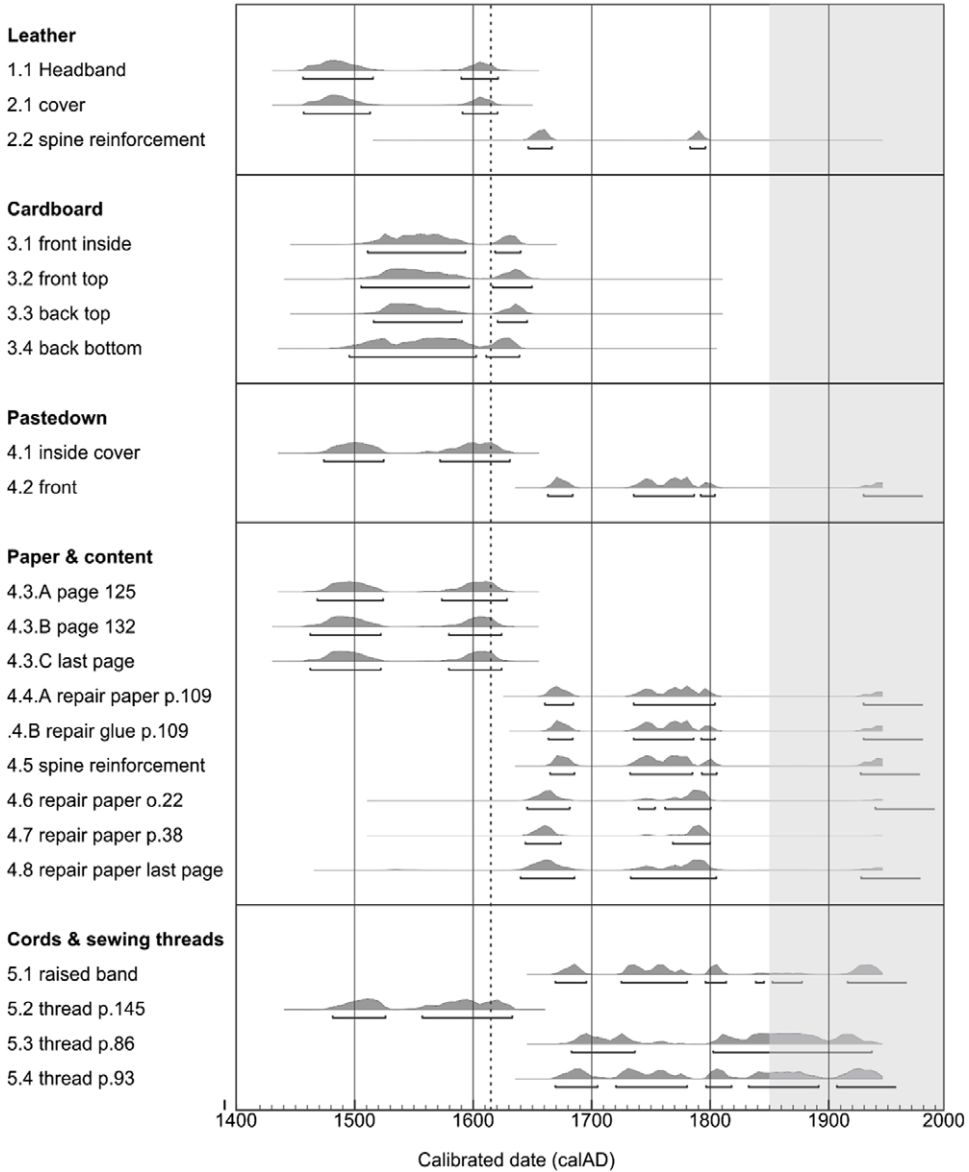 Leather
1.1 Headband
2.1 cover
2.2 spine reinforcement
Cardboard
3.1 front inside
3.2 front top
3.3 back top
3.4 back bottom
Pastedown
4.1 inside cover
4.2 front
Paper & content
4.3.A page 125
4.3.B page 132
4.3.C last page
4.4.A repair paper p.109
.4.B repair glue p.109
4.5 spine reinforcement
4.6 repair paper o.22
4.7 repair paper p.38
4.8 repair paper last page
Cords & sewing threads
5.1 raised band
5.2 thread p.145
5.3 thread p.86
5.4 thread p.93
1400 1500 1600 1700 1800 1900 2000
Calibrated date (calAD)